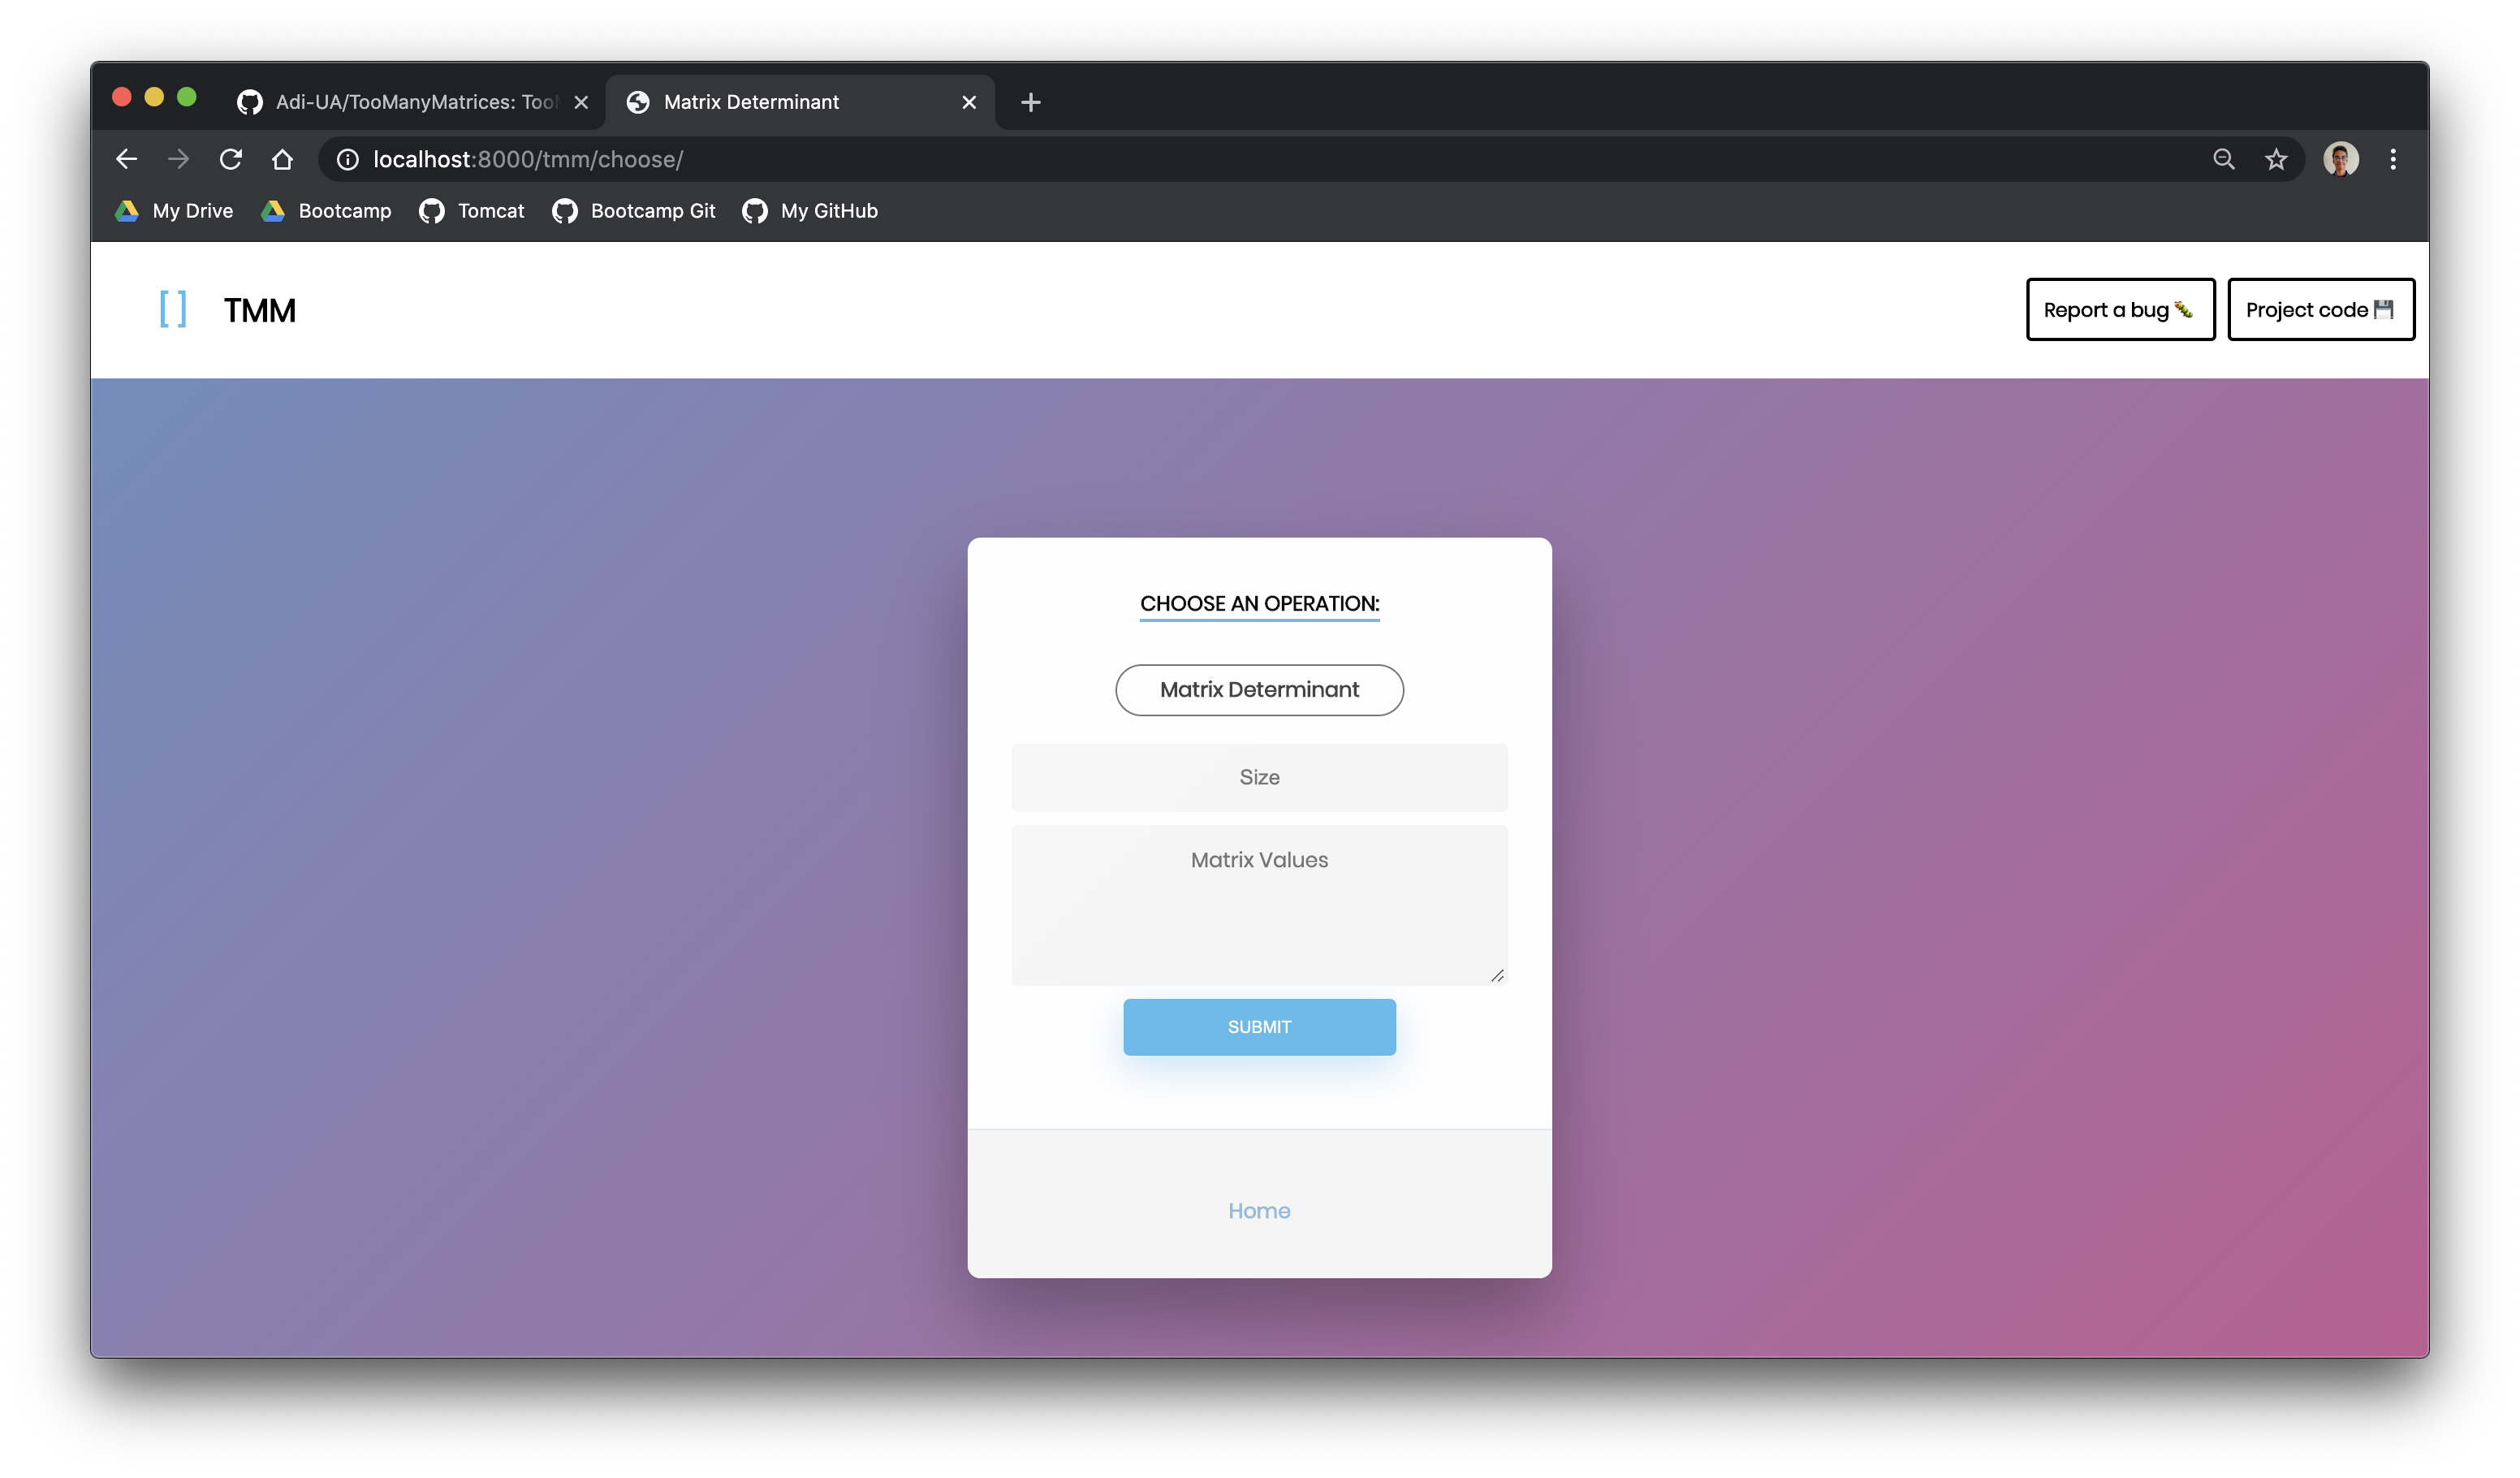 Adi-UA/TooManyMatrices: Too
Matrix Determinant
localhost:8000/tmm/choose/
My Drive
Bootcamp
Tomcat
Bootcamp Git
My GitHub
[ ] TMM
Report a bug 🐛
Project code 💾
CHOOSE AN OPERATION:
Matrix Determinant
Size
Matrix Values
SUBMIT
Home